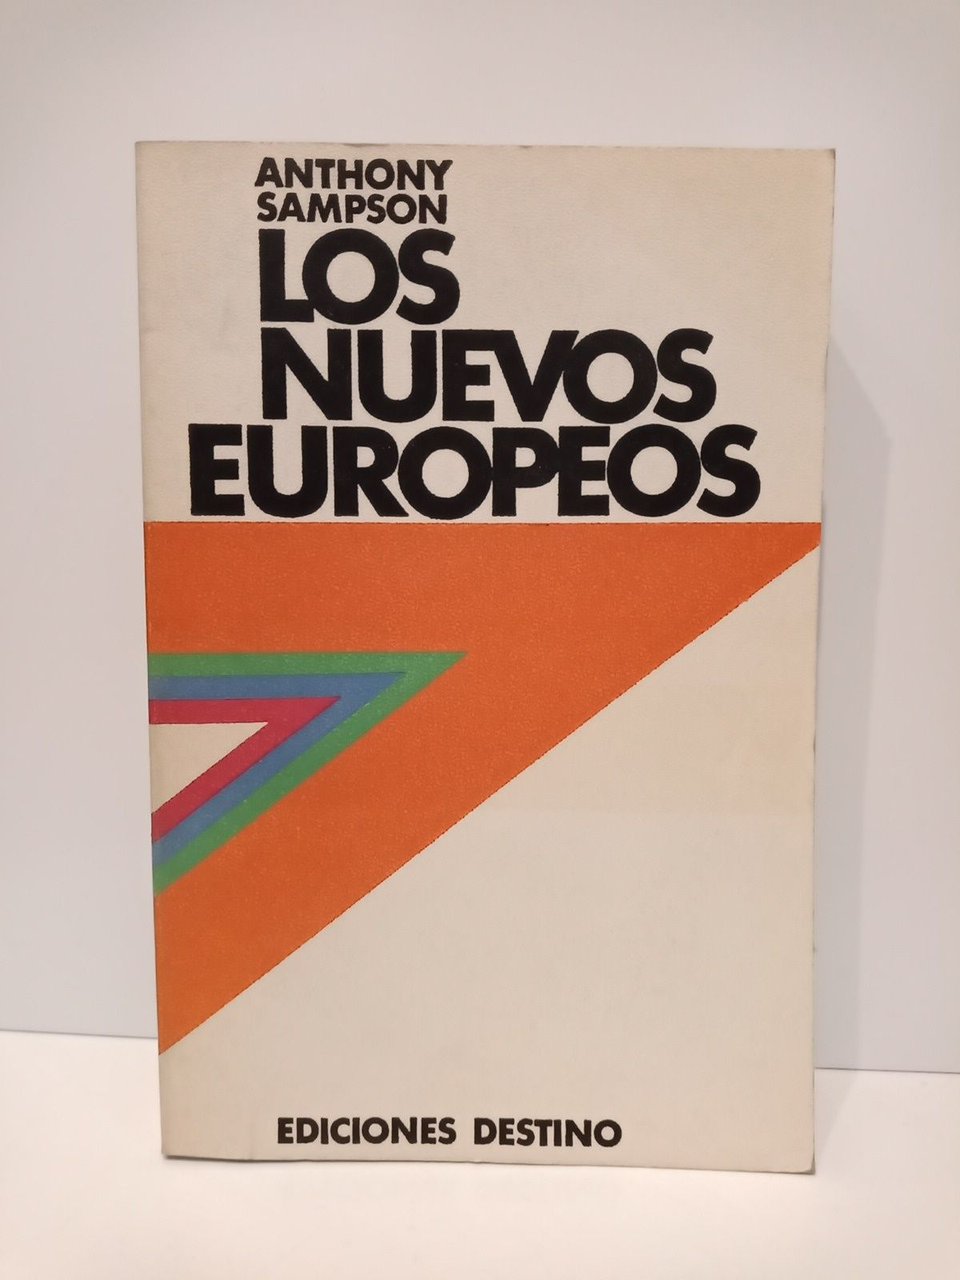 ANTHONY
SAMPSON
LOS
NUEVOS
EUROPEOS
EDICIONES DESTINO